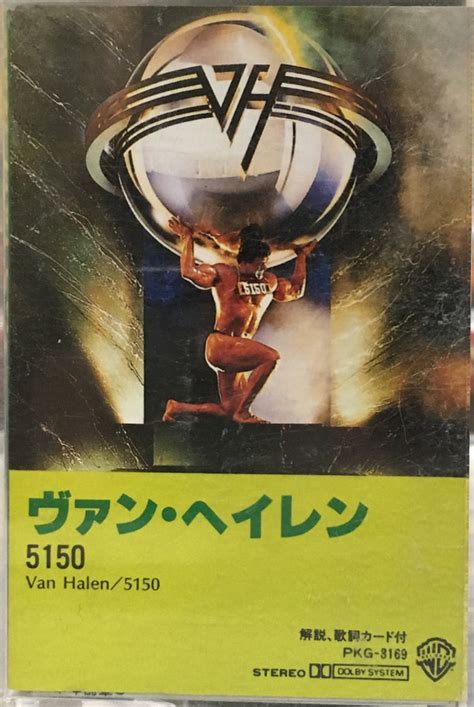 VH
5150
ヴァン・ヘイレン
5150
Van Halen/5150
解説、歌詞カード付
PKG-3169
STEREO DOLBY SYSTEM